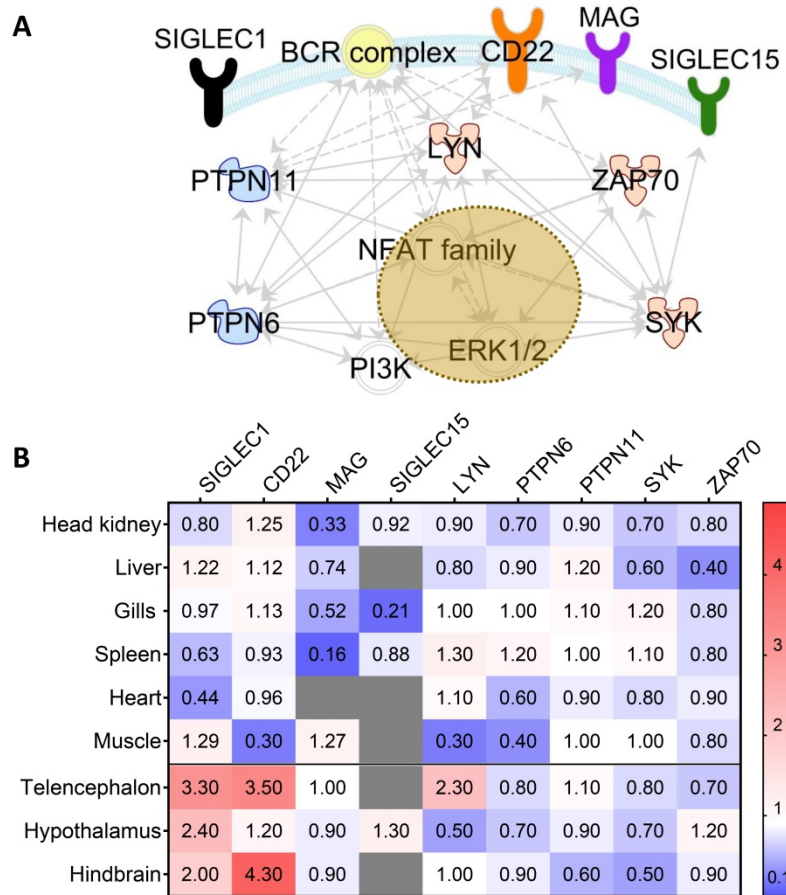 A
SIGLEC1
BCR complex
CD22
MAG
SIGLEC15
PTPN11
LYN
ZAP70
NFAT family
PTPN6
PI3K
ERK1/2
SYK
B
SIGLEC1 CD22 MAG SIGLEC15 LYN PTPN6 PTPN11 SYK ZAP70
Head kidney 0.80 1.25 0.33 0.92 0.90 0.70 0.90 0.70 0.80
Liver 1.22 1.12 0.74 0.80 0.90 1.20 0.60 0.40
Gills 0.97 1.13 0.52 0.21 1.00 1.00 1.10 1.20 0.80
Spleen 0.63 0.93 0.16 0.88 1.30 1.20 1.00 1.10 0.80
Heart 0.44 0.96 1.10 0.60 0.90 0.80 0.90
Muscle 1.29 0.30 1.27 0.30 0.40 1.00 1.00 0.80
Telencephalon 3.30 3.50 1.00 2.30 0.80 1.10 0.80 0.70
Hypothalamus 2.40 1.20 0.90 1.30 0.50 0.70 0.90 0.70 1.20
Hindbrain 2.00 4.30 0.90 1.00 0.90 0.60 0.50 0.90
4
3
2
1
0.1